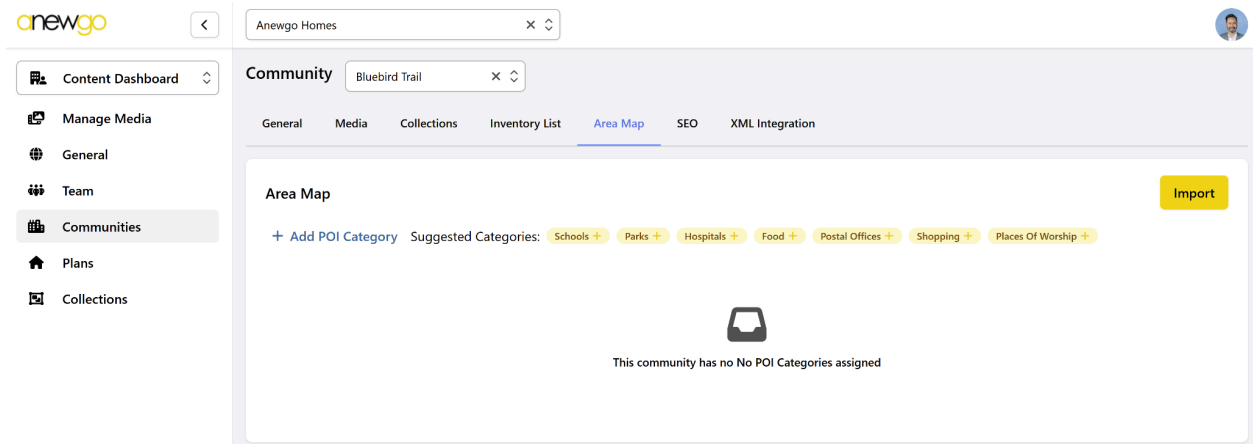 anewgo
Anewgo Homes
Content Dashboard
Manage Media
General
Team
Communities
Plans
Collections
Community
Bluebird Trail
General Media Collections Inventory List Area Map SEO XML Integration
Area Map
Import
+ Add POI Category Suggested Categories: Schools + Parks + Hospitals + Food + Postal Offices + Shopping + Places Of Worship +
This community has no No POI Categories assigned